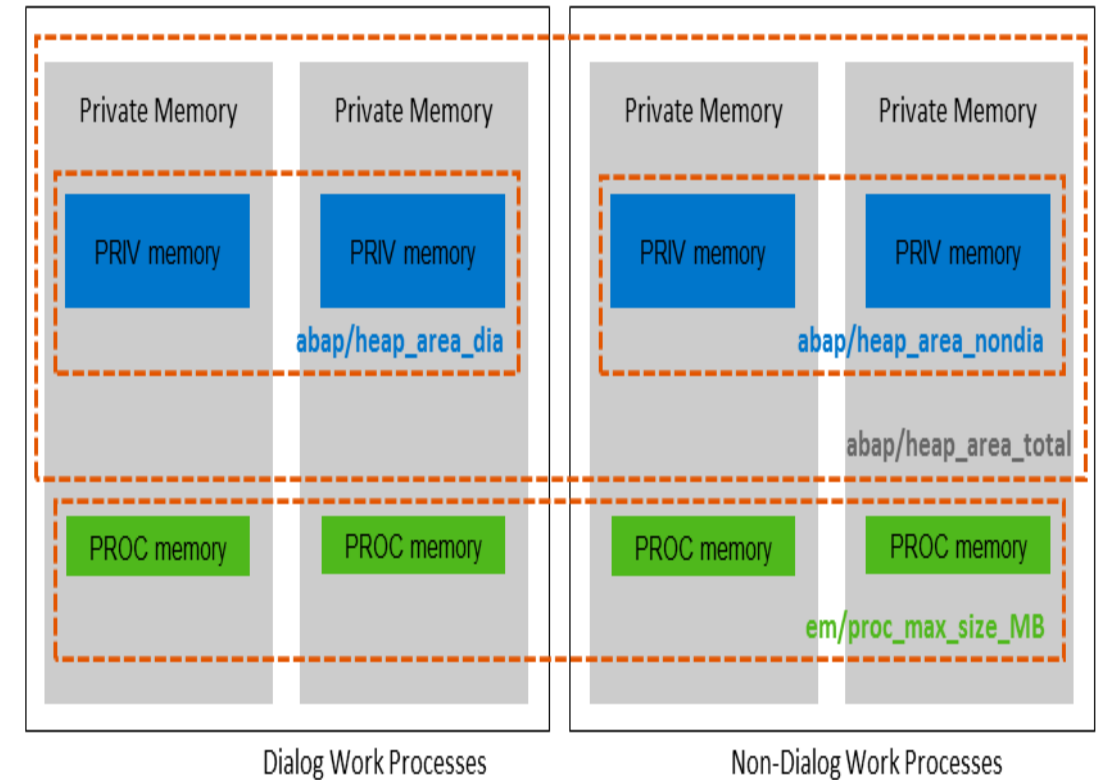 Private Memory
Private Memory
Private Memory
Private Memory
PRIV memory
PRIV memory
PRIV memory
PRIV memory
abap/heap_area_dia
abap/heap_area_nondia
abap/heap_area_total
PROC memory
PROC memory
PROC memory
PROC memory
em/proc_max_size_MB
Dialog Work Processes
Non-Dialog Work Processes